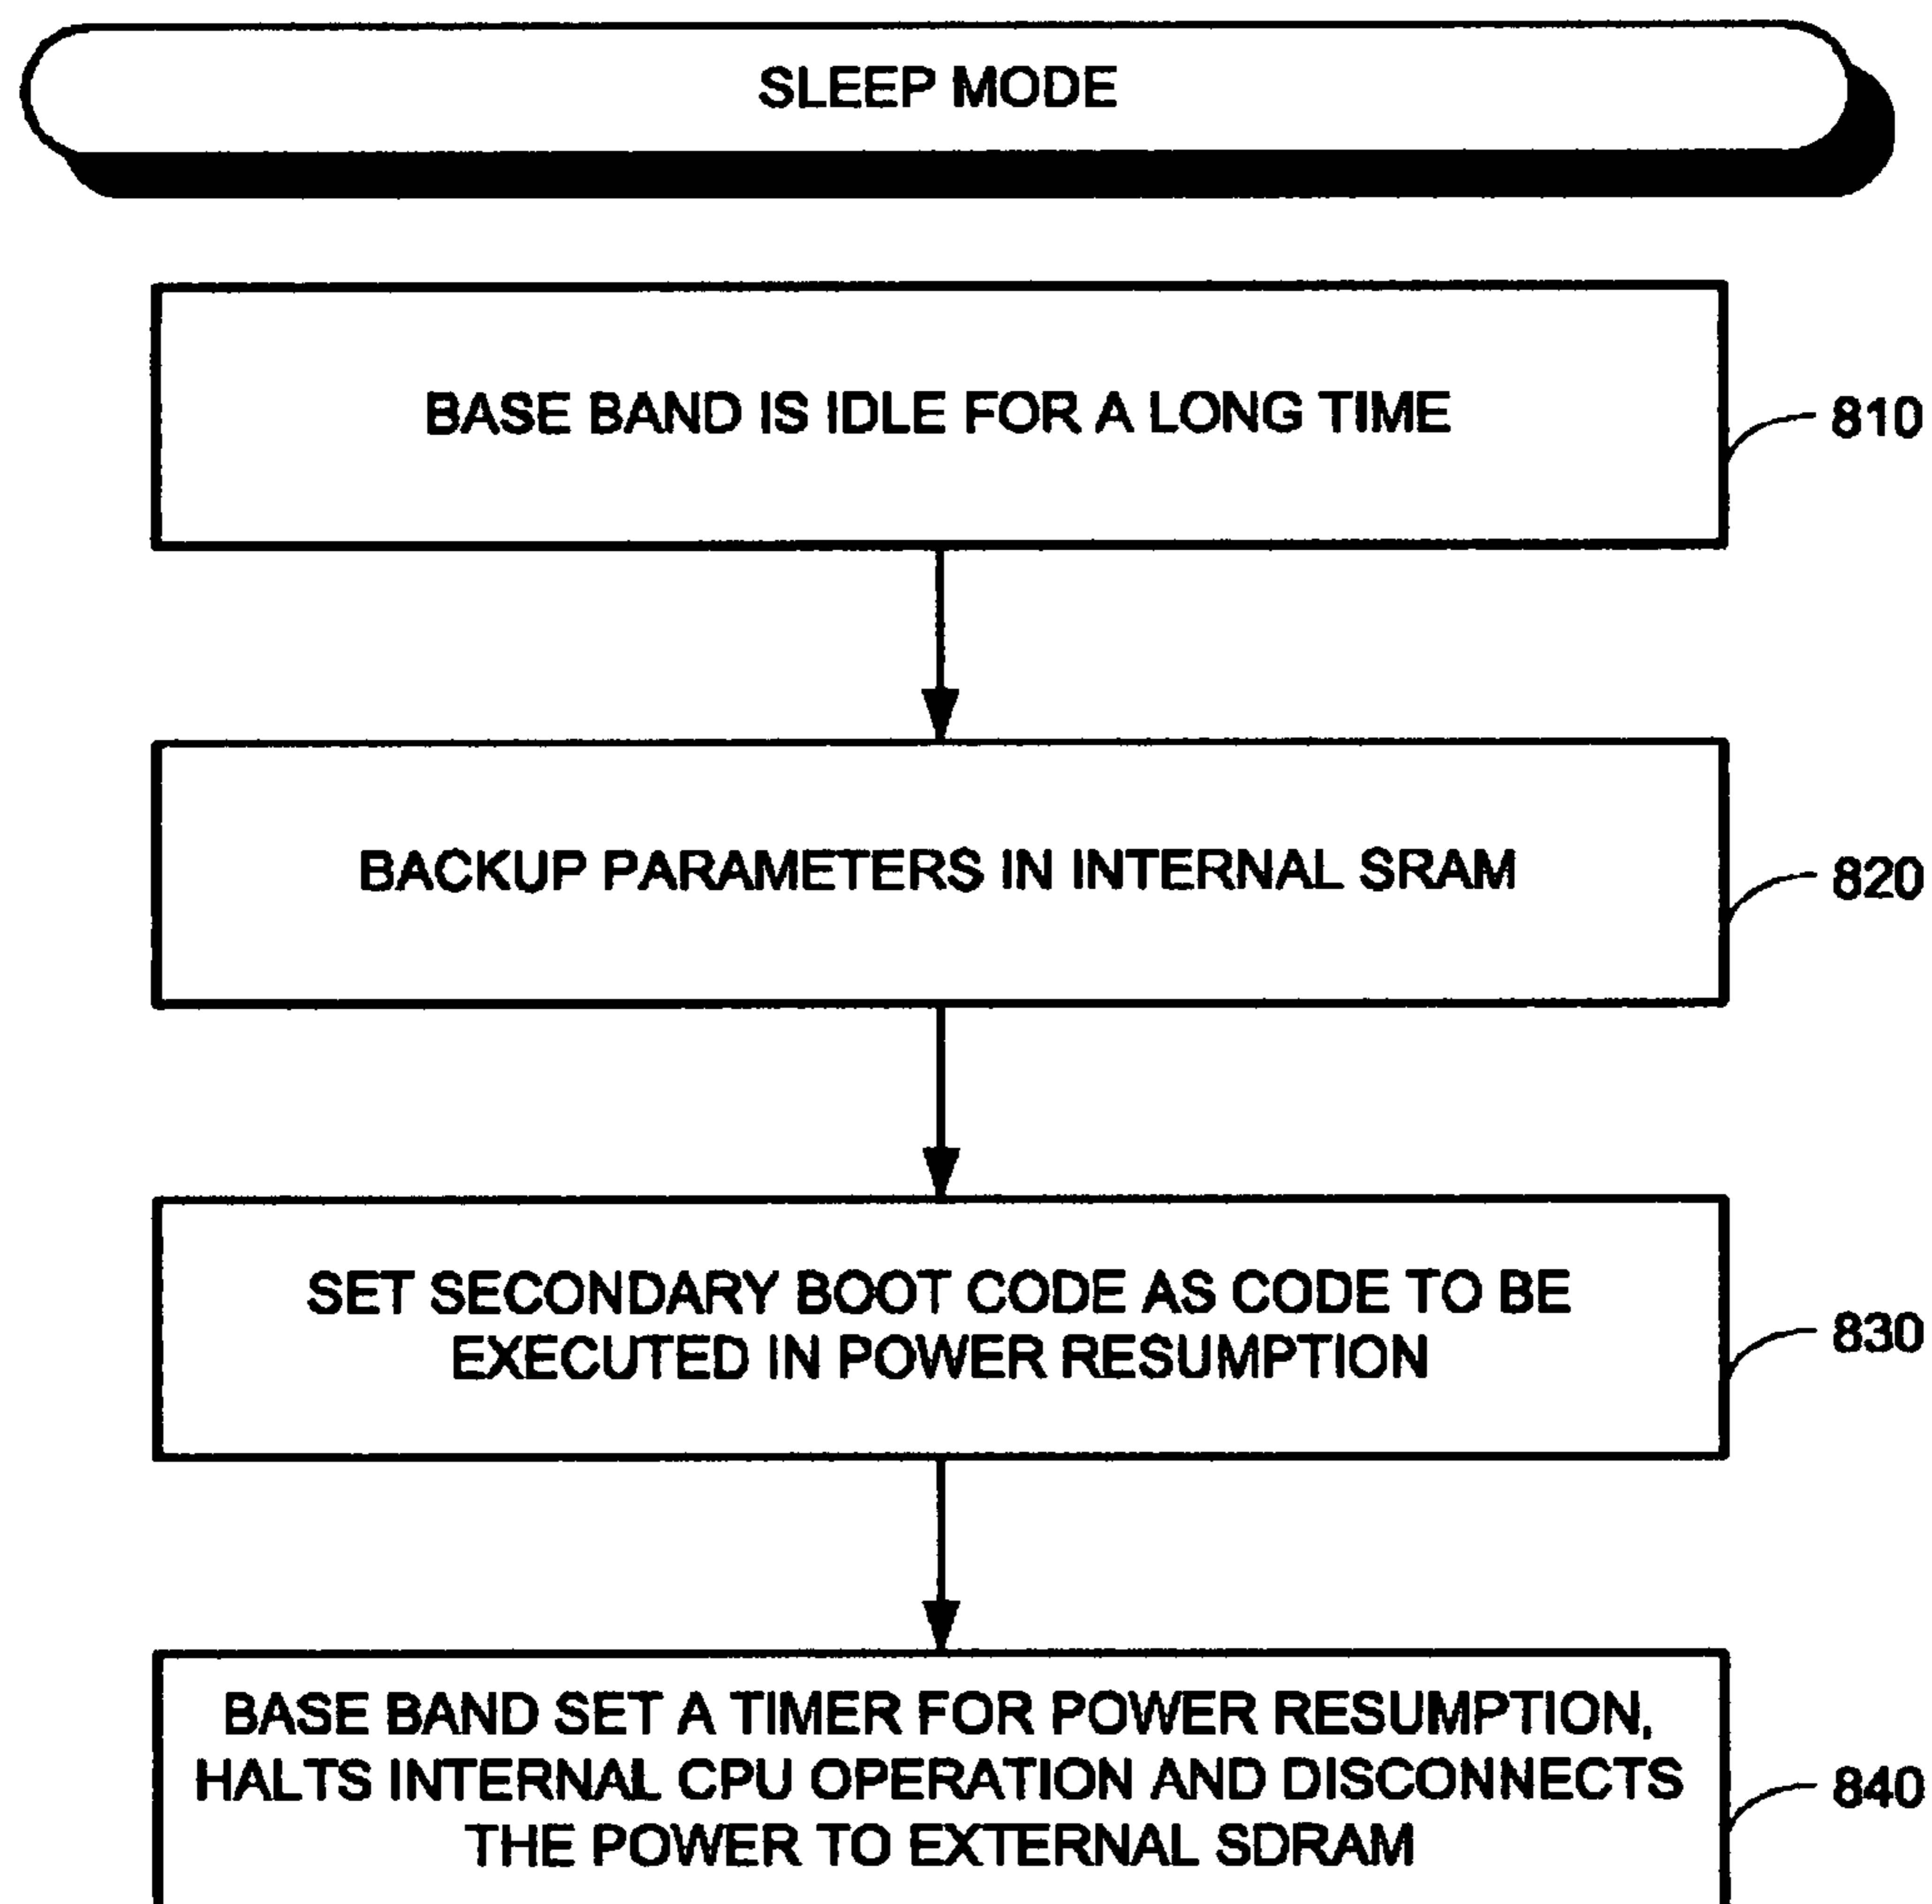 SLEEP MODE
BASE BAND IS IDLE FOR A LONG TIME
810
BACKUP PARAMETERS IN INTERNAL SRAM
820
SET SECONDARY BOOT CODE AS CODE TO BE
EXECUTED IN POWER RESUMPTION
830
BASE BAND SET A TIMER FOR POWER RESUMPTION,
HALTS INTERNAL CPU OPERATION AND DISCONNECTS
THE POWER TO EXTERNAL SDRAM
840